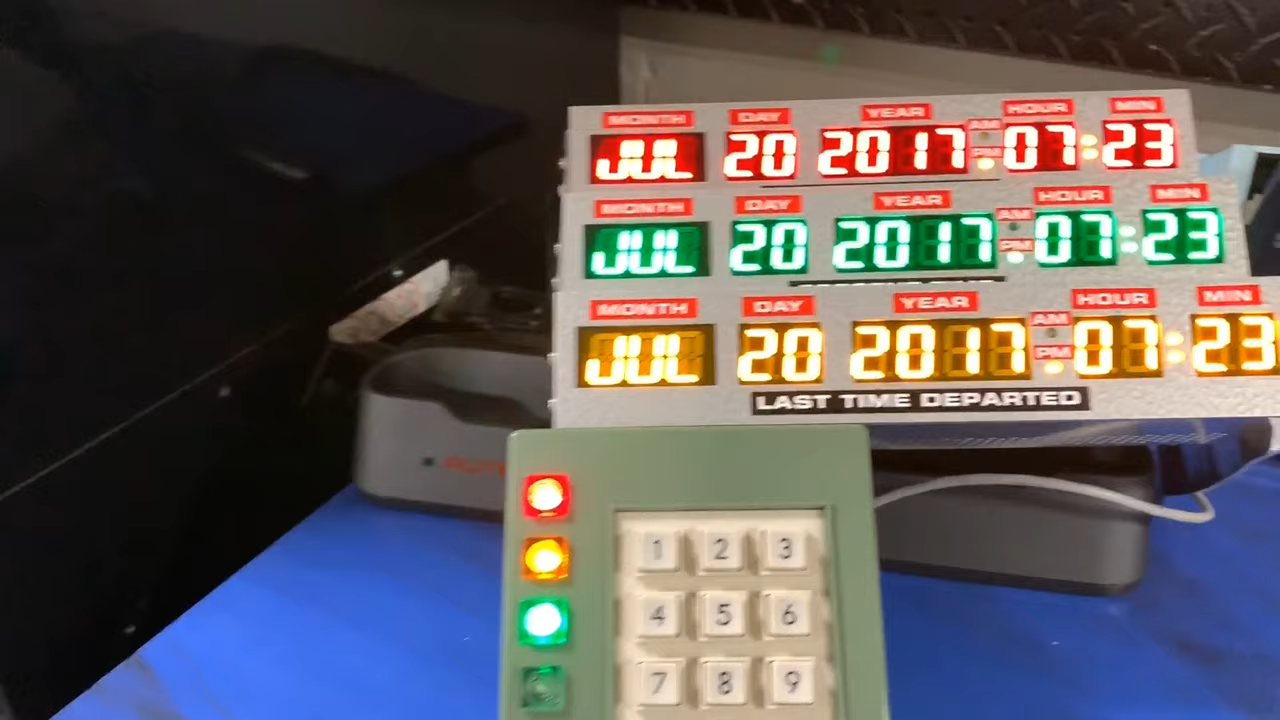 MONTH DAY YEAR AM HOUR MIN
JUL 20 2017 PM 07:23
MONTH DAY YEAR AM HOUR MIN
JUL 20 2017 PM 07:23
MONTH DAY YEAR AM HOUR MIN
JUL 20 2017 PM 07:23
LAST TIME DEPARTED
1 2 3
4 5 6
7 8 9